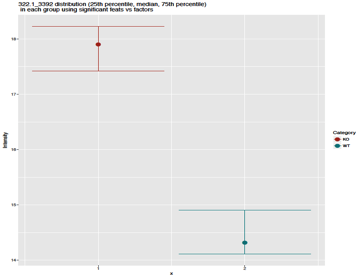 322.1_3392 distribution (25th percentile, median, 75th percentile)
in each group using significant feats vs factors
18
17
16
15
14
Intensity
1
2
x
Category
KO
WT